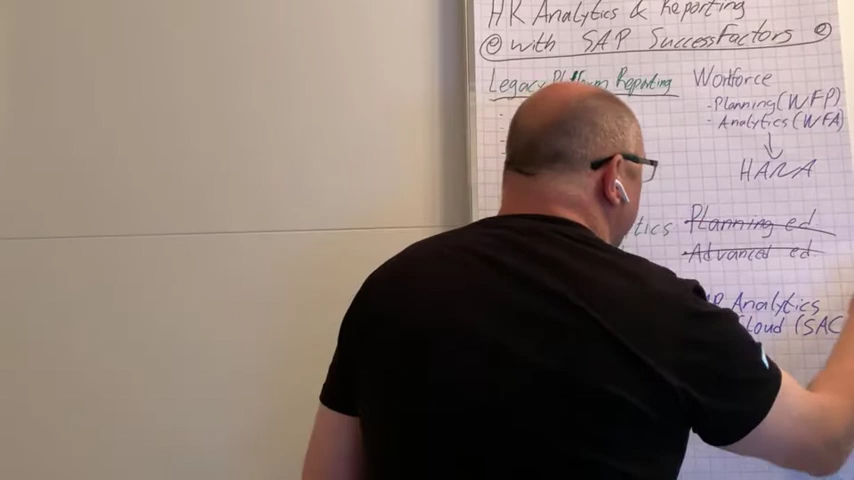 HR Analytics & Reporting
with SAP SuccessFactors
Legacy Platform Reporting
Workforce
- Planning (WFP)
- Analytics (WFA)
HANA
Planning ed
Advanced ed
Analytics
(SAC